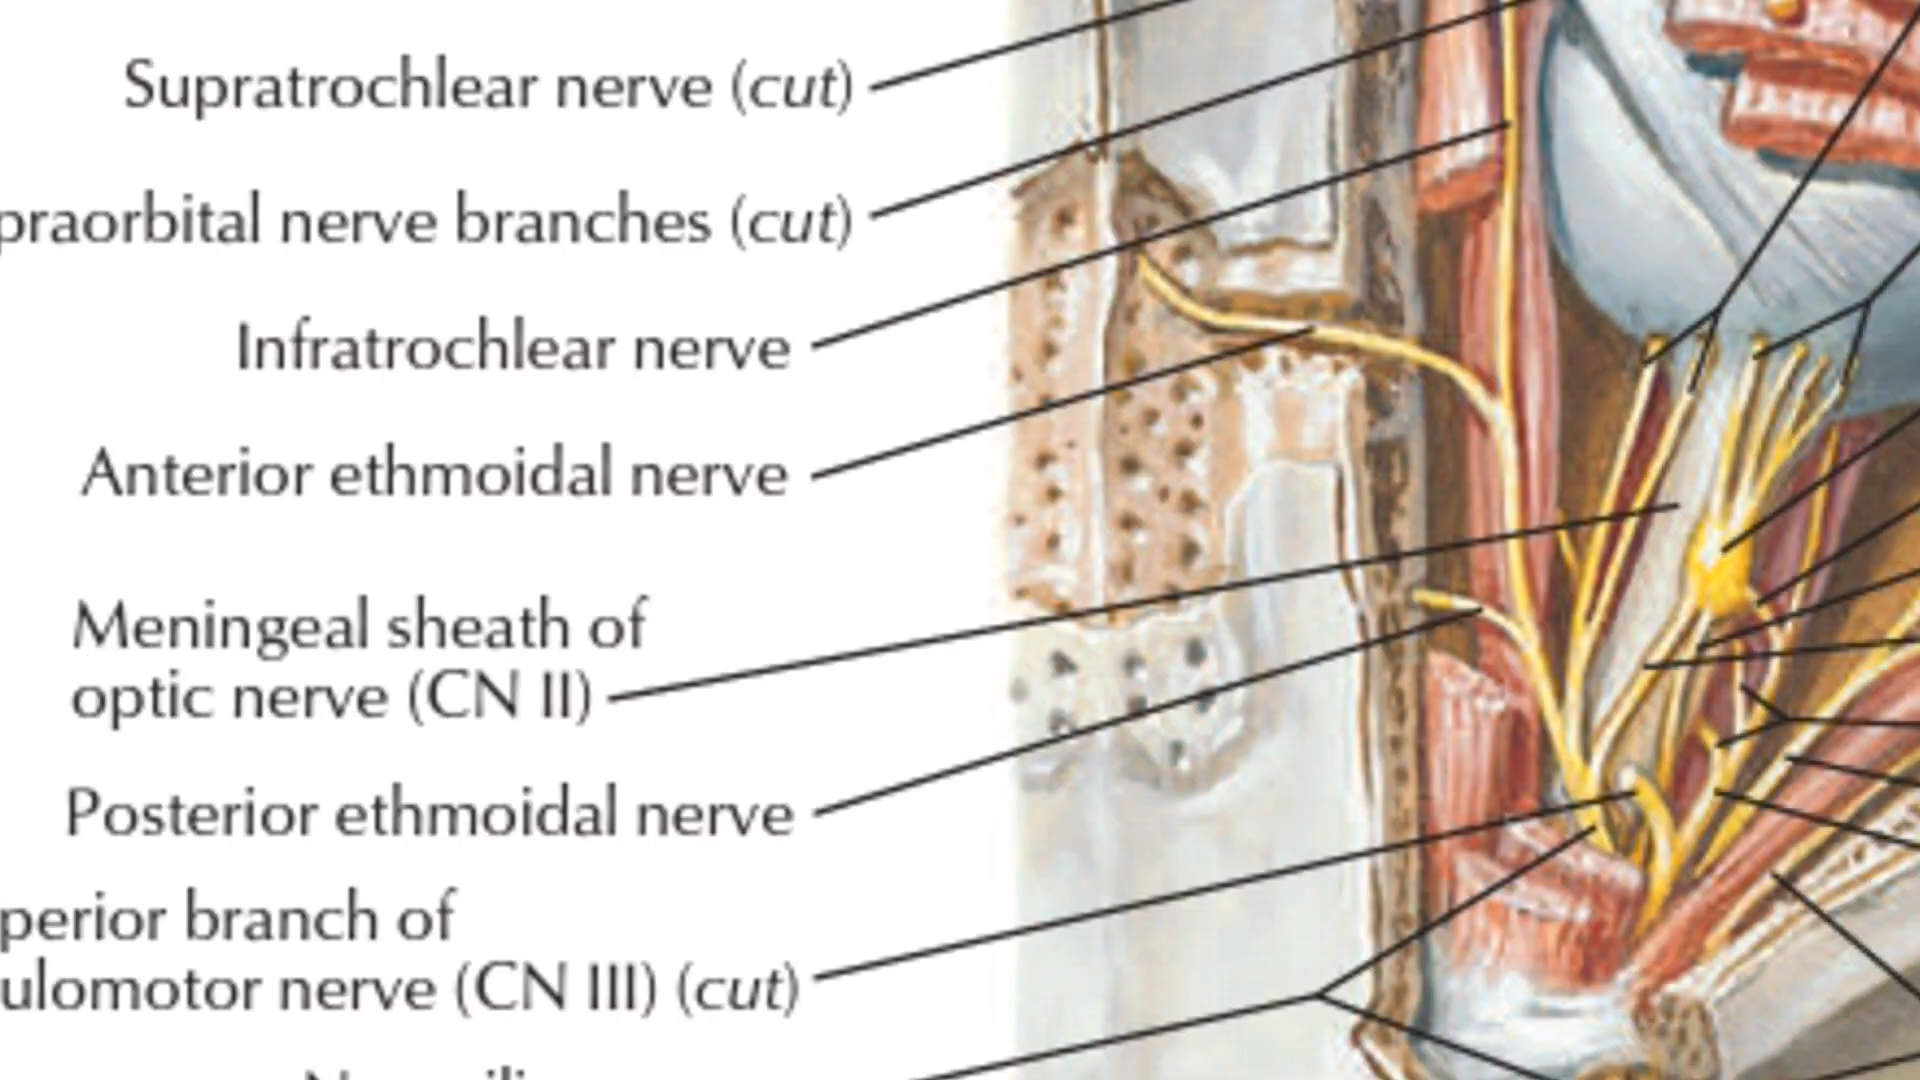 Supratrochlear nerve (cut)
praorbital nerve branches (cut)
Infratrochlear nerve
Anterior ethmoidal nerve
Meningeal sheath of
optic nerve (CN II)
Posterior ethmoidal nerve
perior branch of
ulomotor nerve (CN III) (cut)